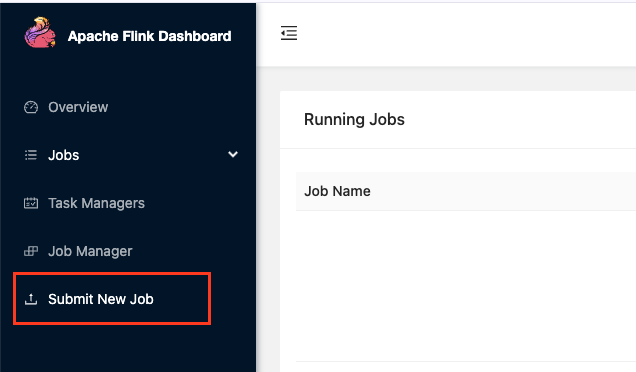 Apache Flink Dashboard
Overview
Jobs
Task Managers
Job Manager
Submit New Job
Running Jobs
Job Name